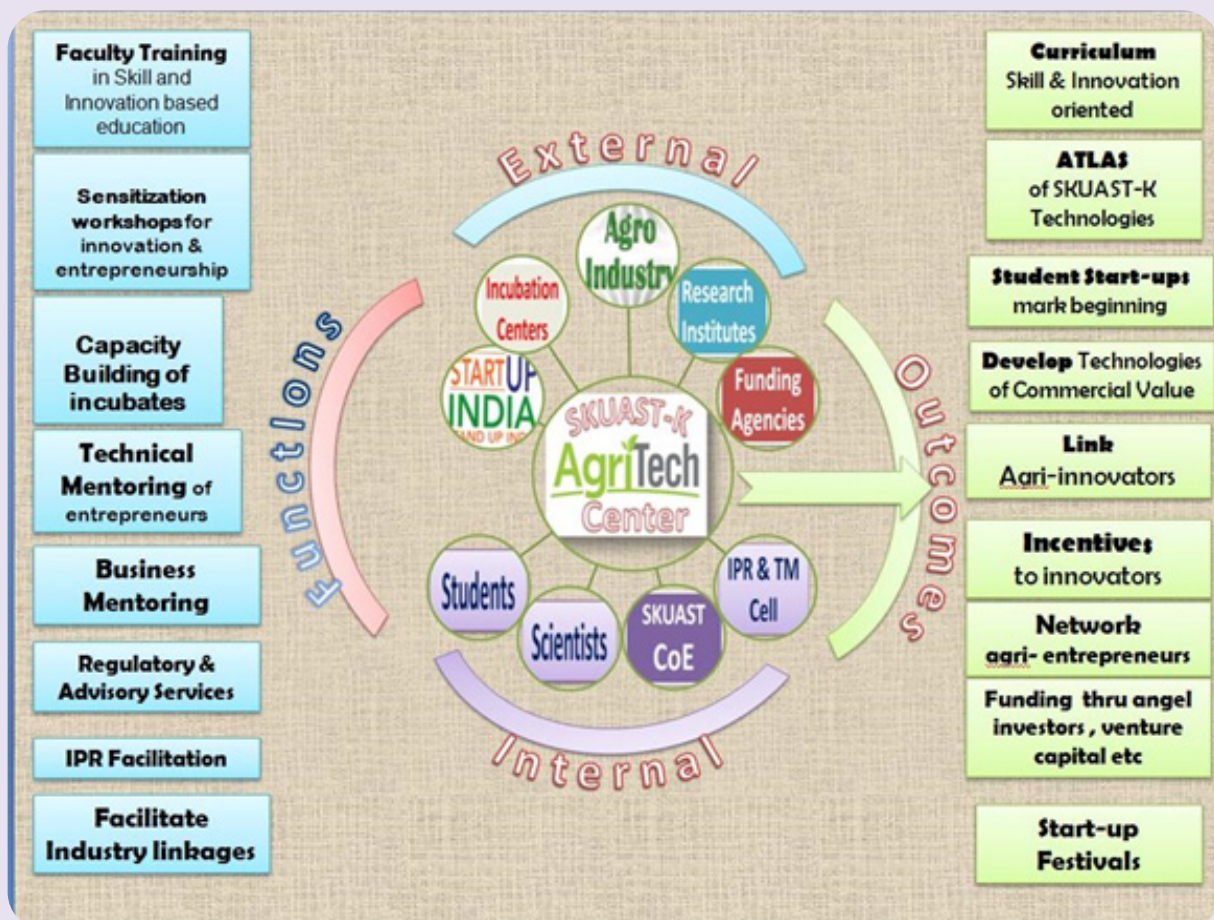 Faculty Training
in Skill and
Innovation based
education
Sensitization
workshops for
innovation &
entrepreneurship
Capacity
Building of
incubates
Technical
Mentoring of
entrepreneurs
Business
Mentoring
Regulatory &
Advisory Services
IPR Facilitation
Facilitate
Industry linkages
Functions
External
Agro
Industry
Incubation
Centers
Research
Institutes
STARTUP
INDIA
AND UP IND
Funding
Agencies
SKUAST-K
AgriTech
Center
Students
Scientists
SKUAST
CoE
IPR & TM
Cell
Internal
Outcomes
Curriculum
Skill & Innovation
oriented
ATLAS
of SKUAST-K
Technologies
Student Start-ups
mark beginning
Develop Technologies
of Commercial Value
Link
Agri-innovators
Incentives
to innovators
Network
agri- entrepreneurs
Funding thru angel
investors , venture
capital etc
Start-up
Festivals